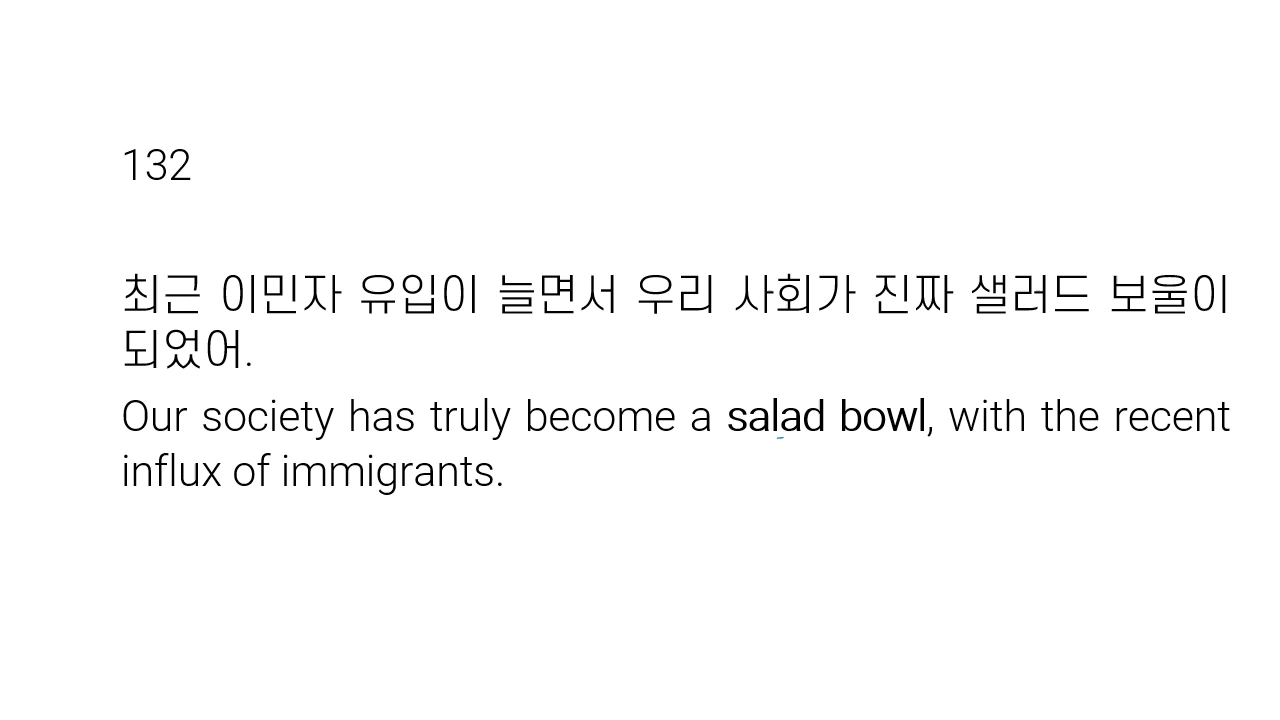 132
최근 이민자 유입이 늘면서 우리 사회가 진짜 샐러드 보울이
되었어.
Our society has truly become a salad bowl, with the recent
influx of immigrants.